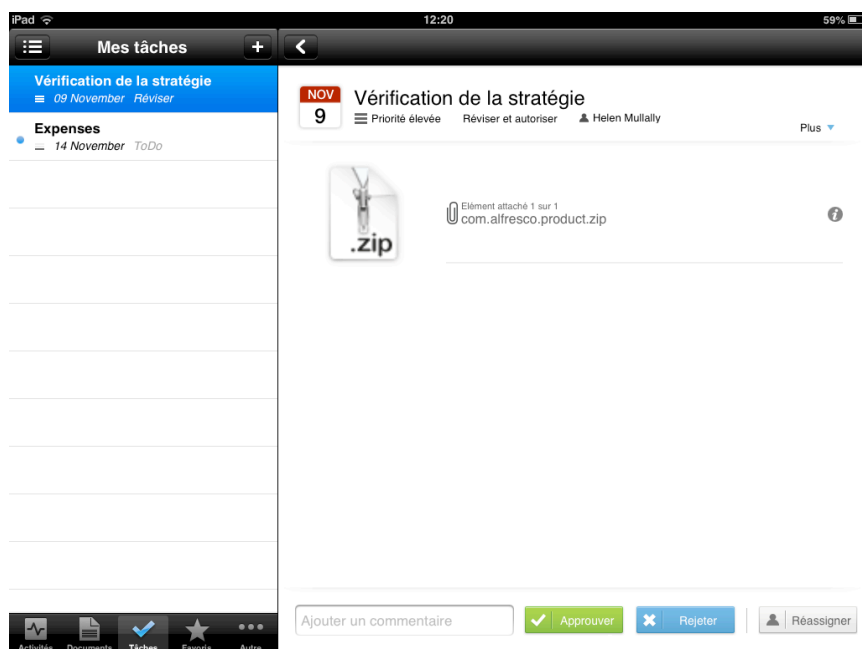 iPad 12:20 59%
Mes tâches
Vérification de la stratégie
09 November Réviser
Expenses
14 November ToDo
NOV
9
Vérification de la stratégie
Priorité élevée Réviser et autoriser Helen Mullally
Plus
.zip
Elément attaché 1 sur 1
com.alfresco.product.zip
Ajouter un commentaire Approuver Rejeter Réassigner
Activités Documents Tâches Favoris Autre